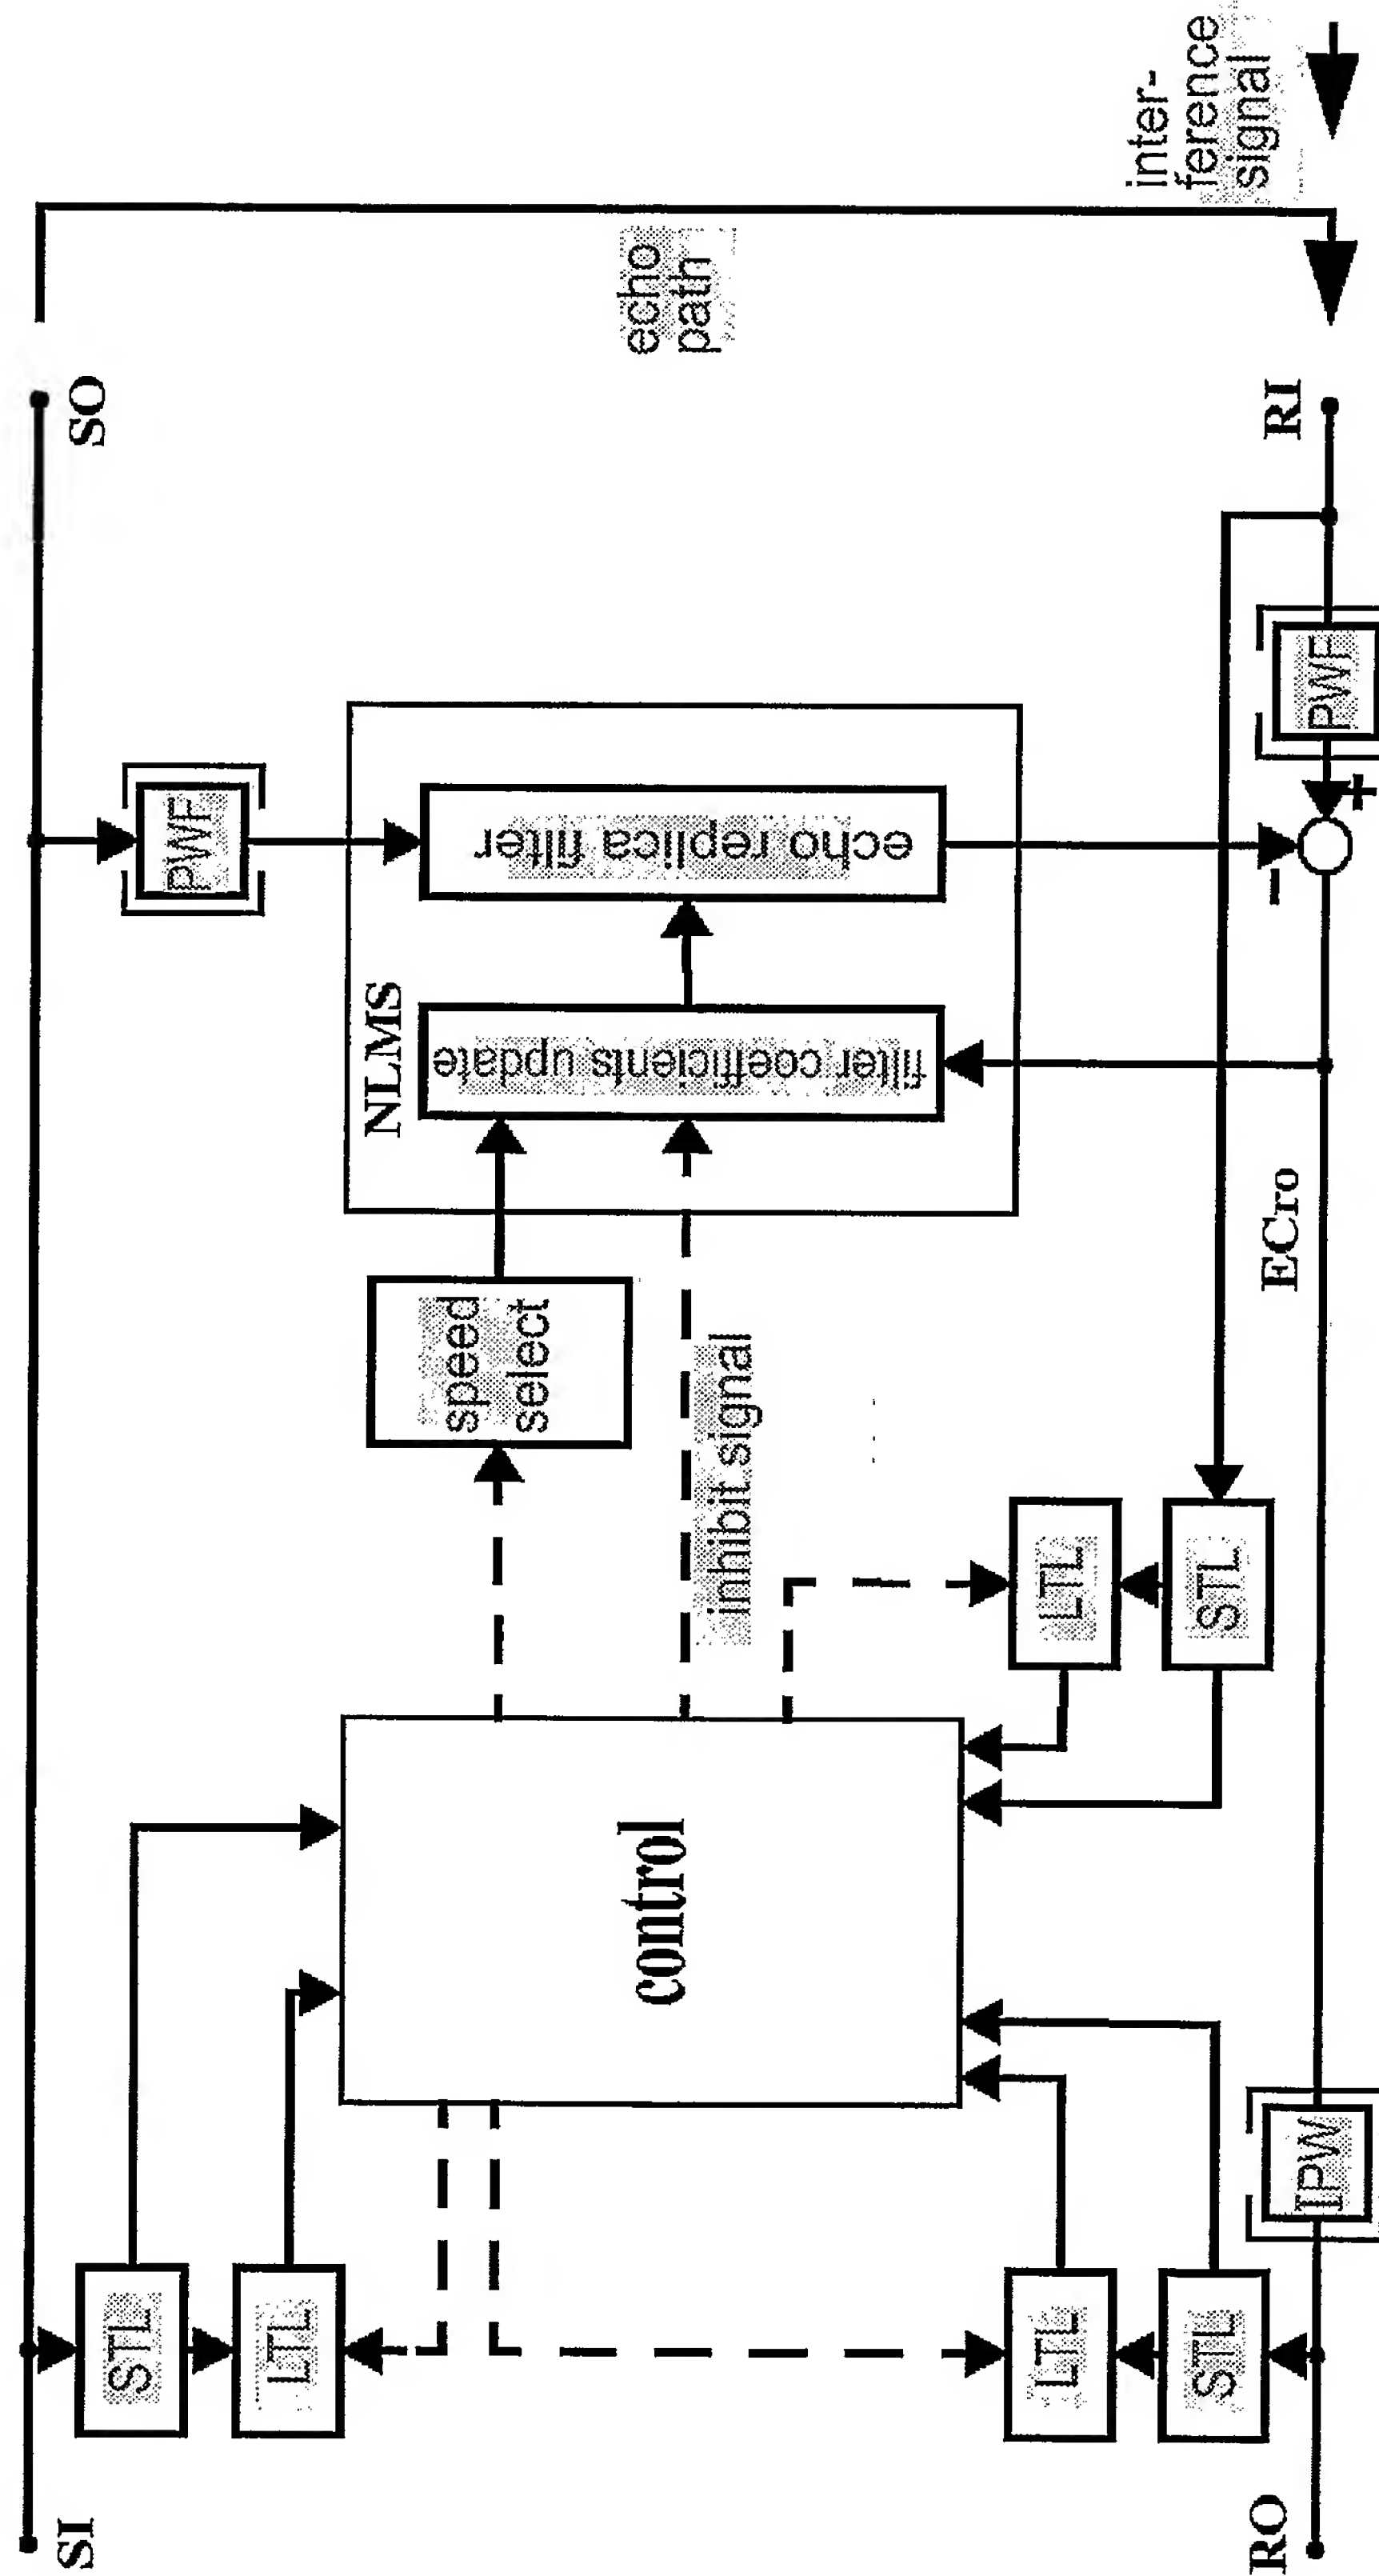 SI
SO
STL
LTL
PWF
NLMS
filter coefficients update
echo replica filter
speed
select
inhibit signal
control
echo
path
inter-
ference
signal
LTL
STL
LTL
STL
ECro
-
+
PWF
IPW
RO
RI